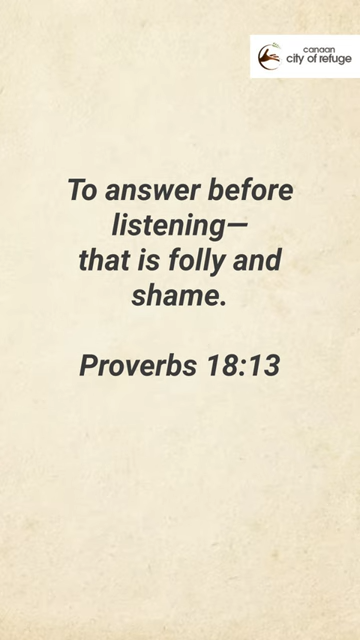 canaan
city of refuge
To answer before
listening—
that is folly and
shame.
Proverbs 18:13